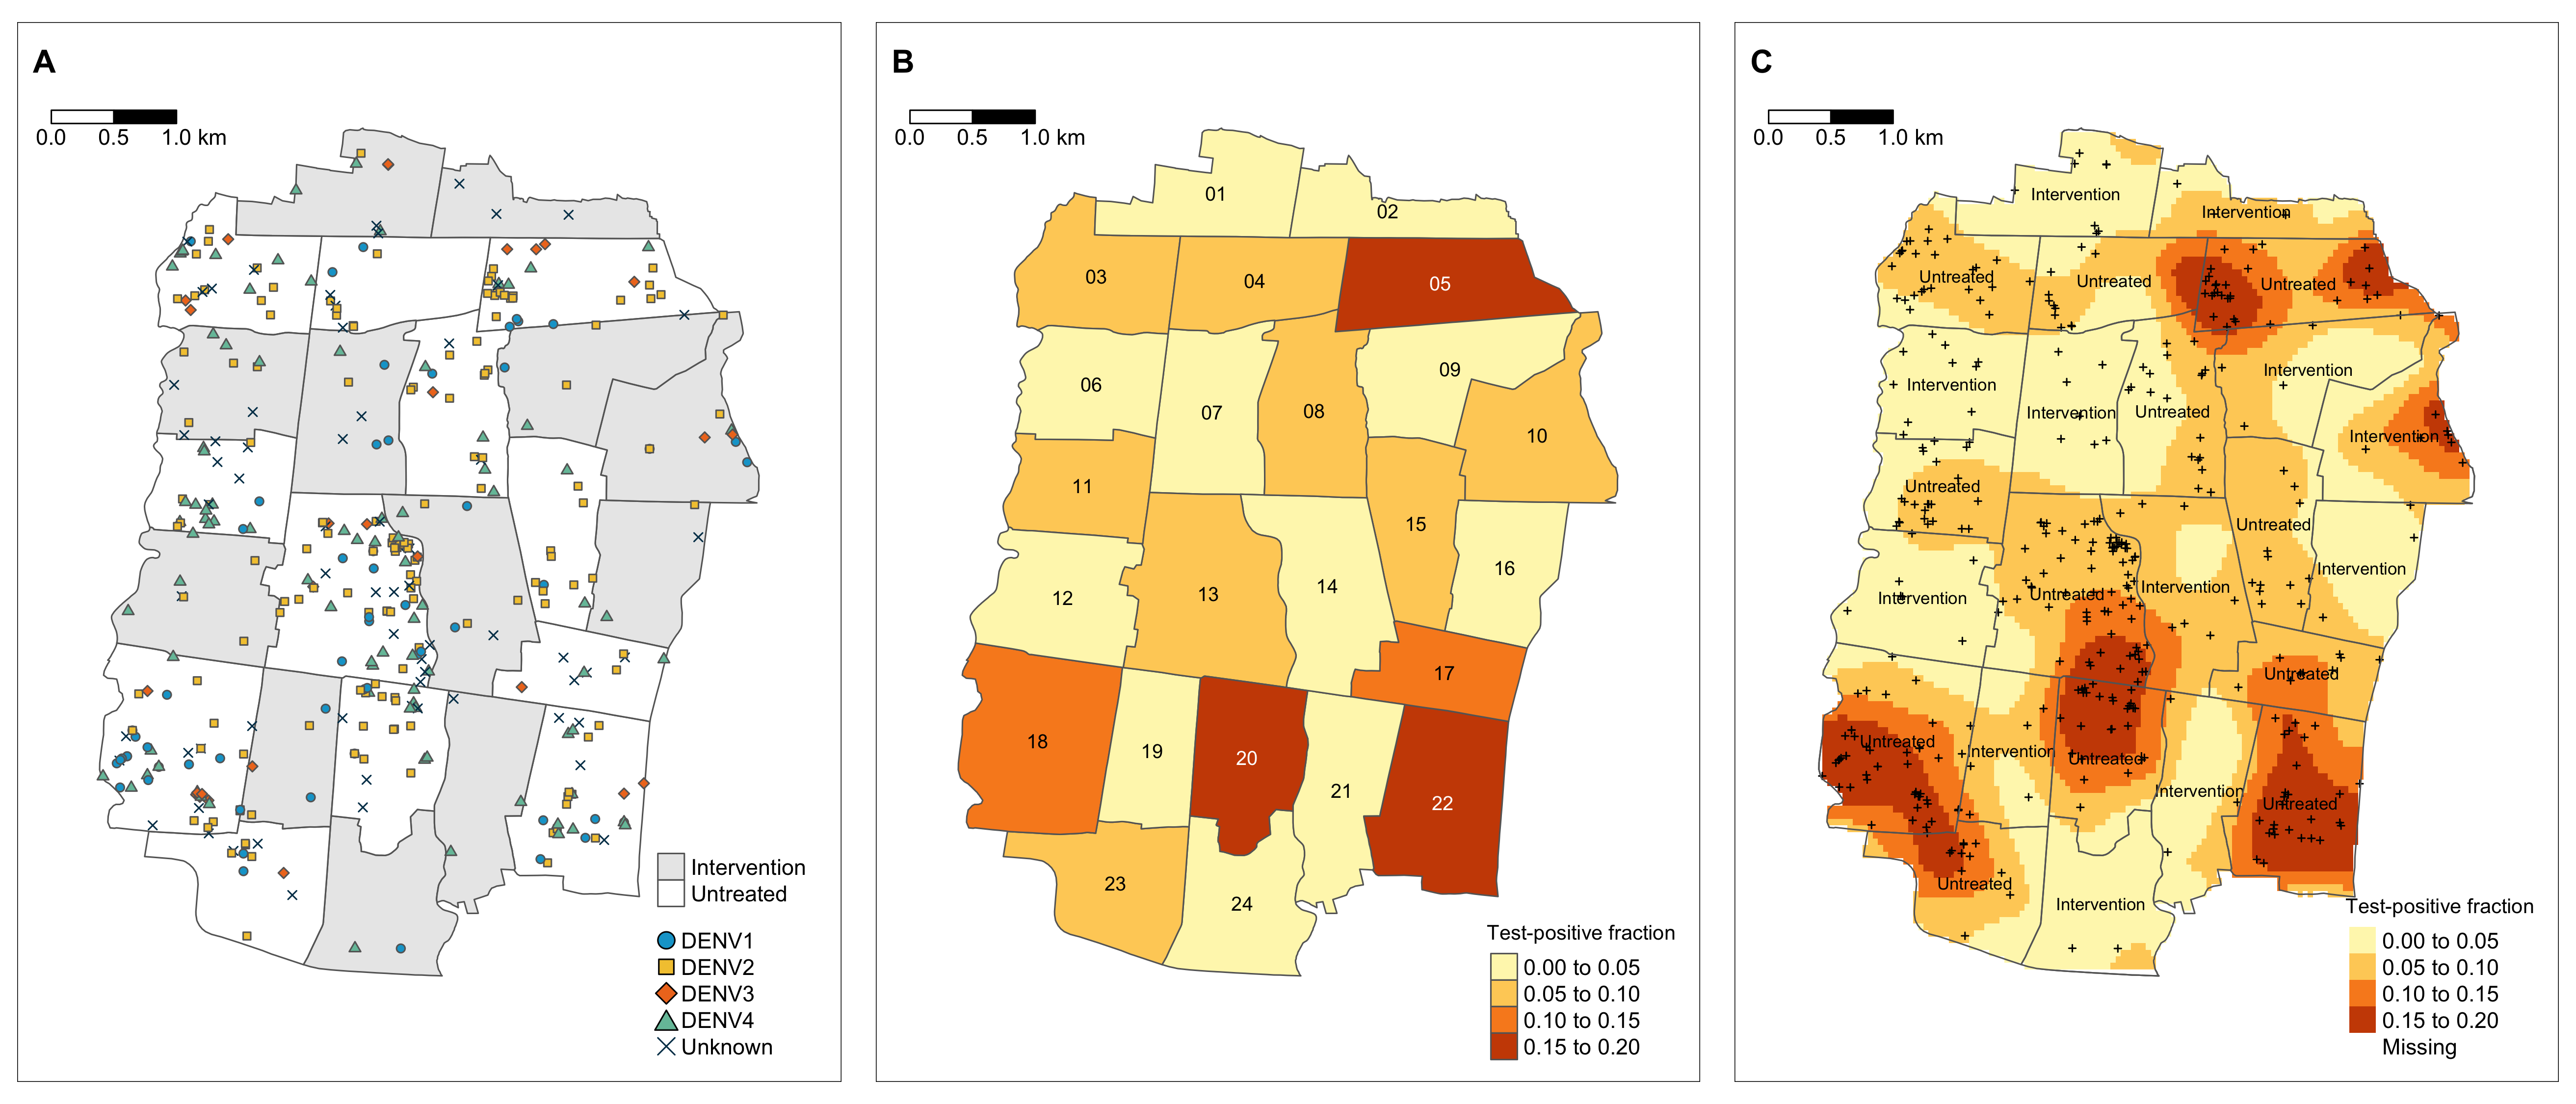 A
0.0 0.5 1.0 km
Intervention
Untreated
DENV1
DENV2
DENV3
DENV4
Unknown
B
0.0 0.5 1.0 km
01
02
03
04
05
06
07
08
09
10
11
12
13
14
15
16
17
18
19
20
21
22
23
24
Test-positive fraction
0.00 to 0.05
0.05 to 0.10
0.10 to 0.15
0.15 to 0.20
C
0.0 0.5 1.0 km
Intervention
Intervention
Untreated
Untreated
Untreated
Intervention
Intervention
Untreated
Intervention
Intervention
Untreated
Intervention
Untreated
Intervention
Untreated
Intervention
Untreated
Untreated
Intervention
Untreated
Intervention
Untreated
Untreated
Intervention
Test-positive fraction
0.00 to 0.05
0.05 to 0.10
0.10 to 0.15
0.15 to 0.20
Missing